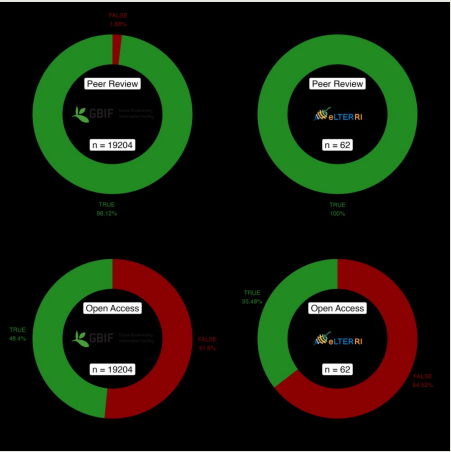 FALSE
1.88%
Peer Review
GBIF
n = 19204
TRUE
98.12%
Peer Review
eLTER RI
n = 62
TRUE
100%
Open Access
TRUE
48.4%
GBIF
FALSE
51.6%
n = 19204
TRUE
35.48%
Open Access
eLTER RI
n = 62
FALSE
64.52%